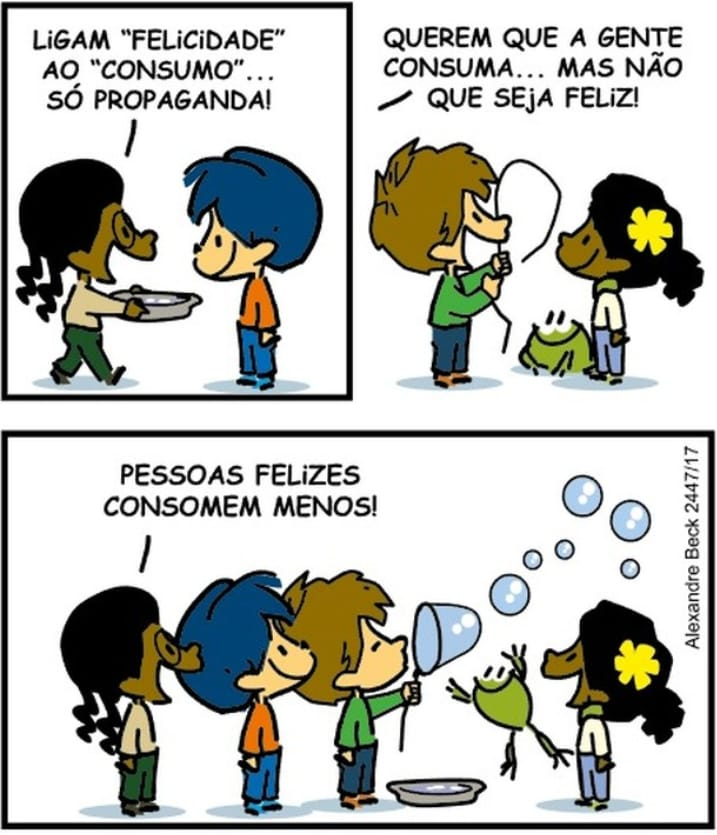 LiGAM "FELiCiDADE"
AO "CONSUMO"...
SÓ PROPAGANDA!
QUEREM QUE A GENTE
CONSUMA... MAS NÃO
QUE SEjA FELiZ!
PESSOAS FELiZES
CONSOMEM MENOS!
Alexandre Beck 2447/17